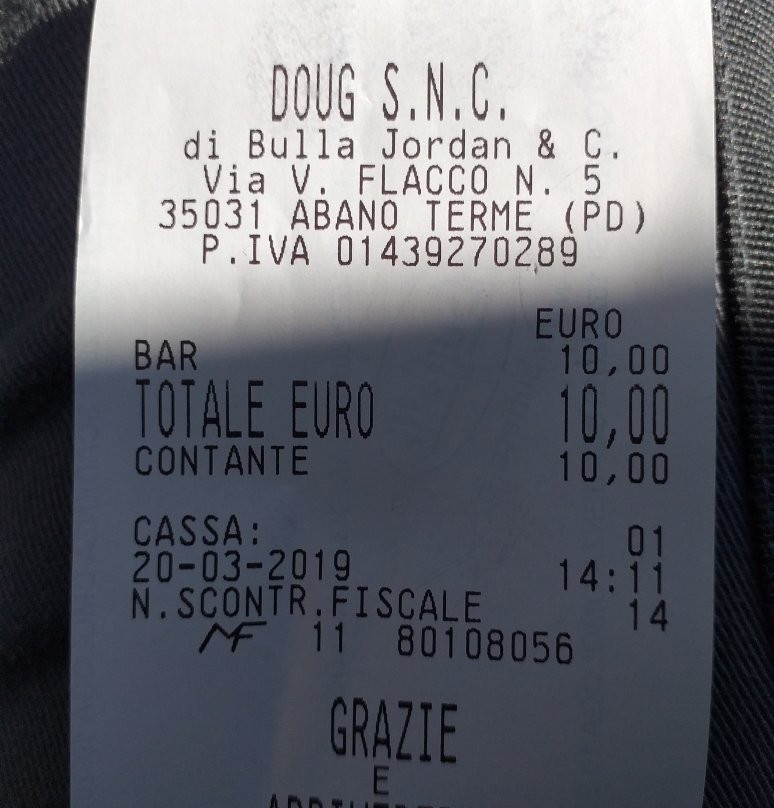 DOUG S.N.C.
di Bulla Jordan & C.
Via V. FLACCO N. 5
35031 ABANO TERME (PD)
P.IVA 01439270289
EURO
BAR 10,00
TOTALE EURO 10,00
CONTANTE 10,00
CASSA: 01
20-03-2019 14:11
N.SCONTR.FISCALE 14
MF 11 80108056
GRAZIE
E